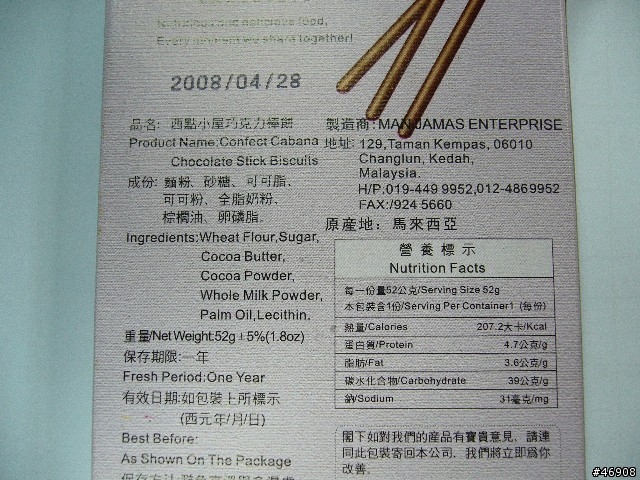 Nutritious and delicious food,
Every moment we share together!
2008/04/28
品名: 西點小屋巧克力棒餅
Product Name:Confect Cabana
Chocolate Stick Biscuits
成份: 麵粉、砂糖、可可脂、
可可粉、全脂奶粉、
棕櫚油、卵磷脂。
Ingredients:Wheat Flour,Sugar,
Cocoa Butter,
Cocoa Powder,
Whole Milk Powder,
Palm Oil,Lecithin.
重量/Net Weight:52g±5%(1.8oz)
保存期限:一年
Fresh Period:One Year
有效日期:如包裝上所標示
(西元年/月/日)
Best Before:
As Shown On The Package
製造商:MANJAMAS ENTERPRISE
地址: 129,Taman Kempas, 06010
Changlun, Kedah,
Malaysia.
H/P:019-449 9952,012-4869952
FAX:/924 5660
原產地: 馬來西亞
營養標示
Nutrition Facts
每一份量52公克/Serving Size 52g
本包裝含1份/Serving Per Container1 (每份)
熱量/Calories 207.2大卡/Kcal
蛋白質/Protein 4.7公克/g
脂肪/Fat 3.6公克/g
碳水化合物/Carbohydrate 39公克/g
鈉/Sodium 31毫克/mg
閣下如對我們的產品有寶貴意見, 請連
同此包裝寄回本公司, 我們將立即爲你
改善.
#46908